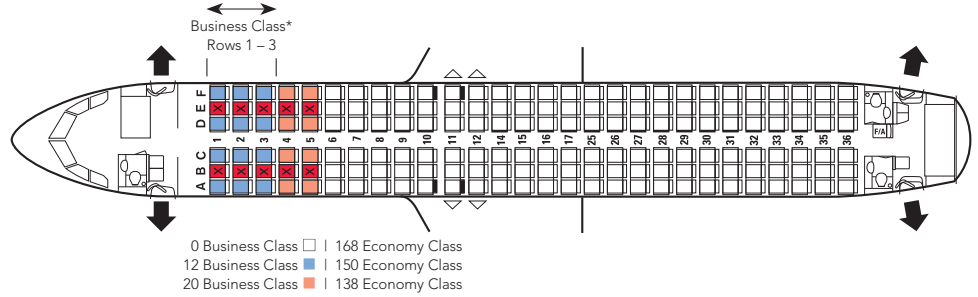 Business Class*
Rows 1 – 3
F
E X X X X X
D
1 2 3 4 5 6 7 8 9 10 11 12 14 15 16 17 25 26 27 28 29 30 31 32 33 34 35 36
F/A
C
B X X X X X
A
0 Business Class | 168 Economy Class
12 Business Class | 150 Economy Class
20 Business Class | 138 Economy Class